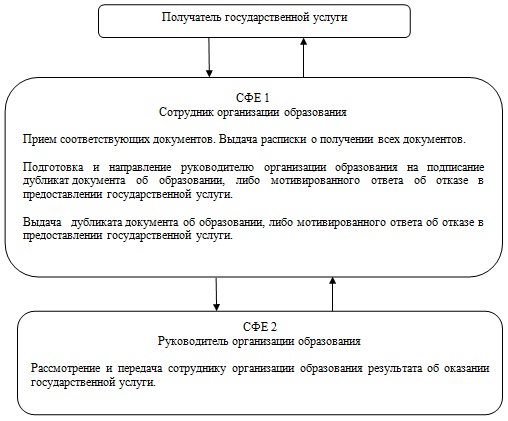 Получатель государственной услуги
СФЕ 1
Сотрудник организации образования
Прием соответствующих документов. Выдача расписки о получении всех документов.
Подготовка и направление руководителю организации образования на подписание
дубликат документа об образовании, либо мотивированного ответа об отказе в
предоставлении государственной услуги.
Выдача дубликата документа об образовании, либо мотивированного ответа об отказе в
предоставлении государственной услуги.
СФЕ 2
Руководитель организации образования
Рассмотрение и передача сотруднику организации образования результата об оказании
государственной услуги.